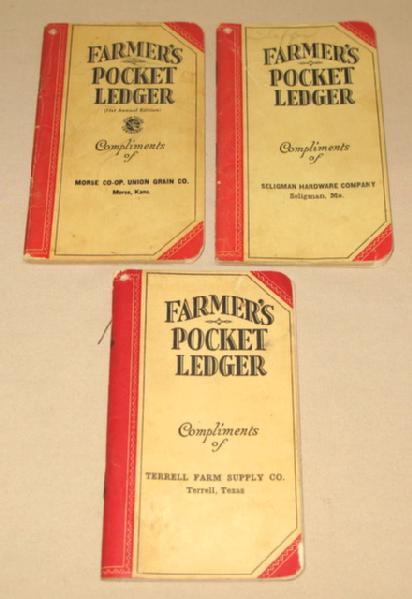 FARMER'S
POCKET
LEDGER
Compliments
of
MORSE CO-OP. UNION GRAIN CO.
Morse, Kans.
FARMER'S
POCKET
LEDGER
Compliments
of
SELIGMAN HARDWARE COMPANY
Seligman, Mo.
FARMER'S
POCKET
LEDGER
Compliments
of
TERRELL FARM SUPPLY CO.
Terrell, Texas